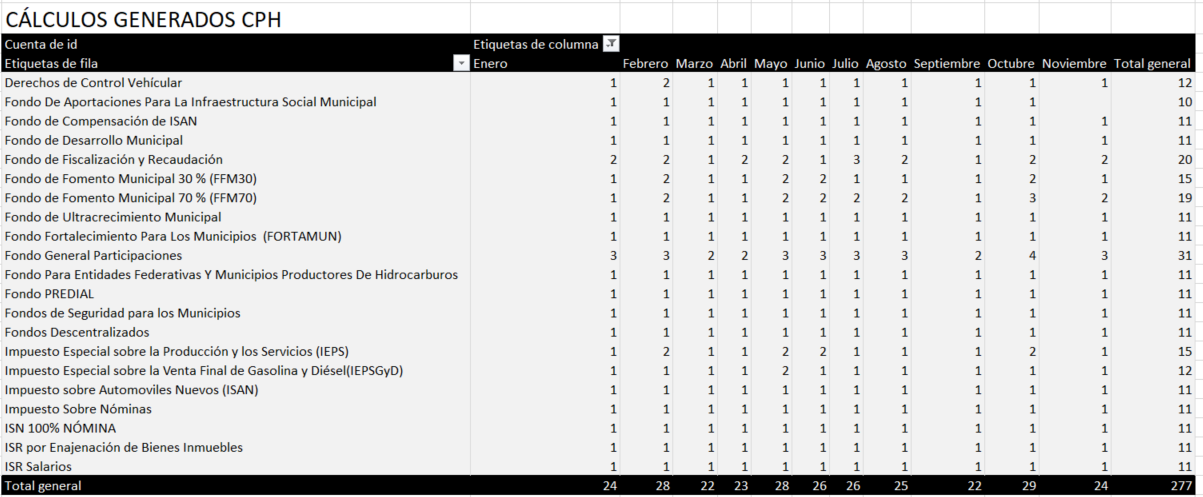 CÁLCULOS GENERADOS CPH
Cuenta de id Etiquetas de columna
Etiquetas de fila Enero Febrero Marzo Abril Mayo Junio Julio Agosto Septiembre Octubre Noviembre Total general
Derechos de Control Vehícular 1 2 1 1 1 1 1 1 1 1 1 12
Fondo De Aportaciones Para La Infraestructura Social Municipal 1 1 1 1 1 1 1 1 1 1 10
Fondo de Compensación de ISAN 1 1 1 1 1 1 1 1 1 1 1 11
Fondo de Desarrollo Municipal 1 1 1 1 1 1 1 1 1 1 1 11
Fondo de Fiscalización y Recaudación 2 2 1 2 2 1 3 2 1 2 2 20
Fondo de Fomento Municipal 30 % (FFM30) 1 2 1 1 2 2 1 1 1 2 1 15
Fondo de Fomento Municipal 70 % (FFM70) 1 2 1 1 2 2 2 2 1 3 2 19
Fondo de Ultracrecimiento Municipal 1 1 1 1 1 1 1 1 1 1 1 11
Fondo Fortalecimiento Para Los Municipios (FORTAMUN) 1 1 1 1 1 1 1 1 1 1 1 11
Fondo General Participaciones 3 3 2 2 3 3 3 3 2 4 3 31
Fondo Para Entidades Federativas Y Municipios Productores De Hidrocarburos 1 1 1 1 1 1 1 1 1 1 1 11
Fondo PREDIAL 1 1 1 1 1 1 1 1 1 1 1 11
Fondos de Seguridad para los Municipios 1 1 1 1 1 1 1 1 1 1 1 11
Fondos Descentralizados 1 1 1 1 1 1 1 1 1 1 1 11
Impuesto Especial sobre la Producción y los Servicios (IEPS) 1 2 1 1 2 2 1 1 1 2 1 15
Impuesto Especial sobre la Venta Final de Gasolina y Diésel(IEPSGyD) 1 1 1 1 2 1 1 1 1 1 1 12
Impuesto sobre Automoviles Nuevos (ISAN) 1 1 1 1 1 1 1 1 1 1 1 11
Impuesto Sobre Nóminas 1 1 1 1 1 1 1 1 1 1 1 11
ISN 100% NÓMINA 1 1 1 1 1 1 1 1 1 1 1 11
ISR por Enajenación de Bienes Inmuebles 1 1 1 1 1 1 1 1 1 1 1 11
ISR Salarios 1 1 1 1 1 1 1 1 1 1 1 11
Total general 24 28 22 23 28 26 26 25 22 29 24 277